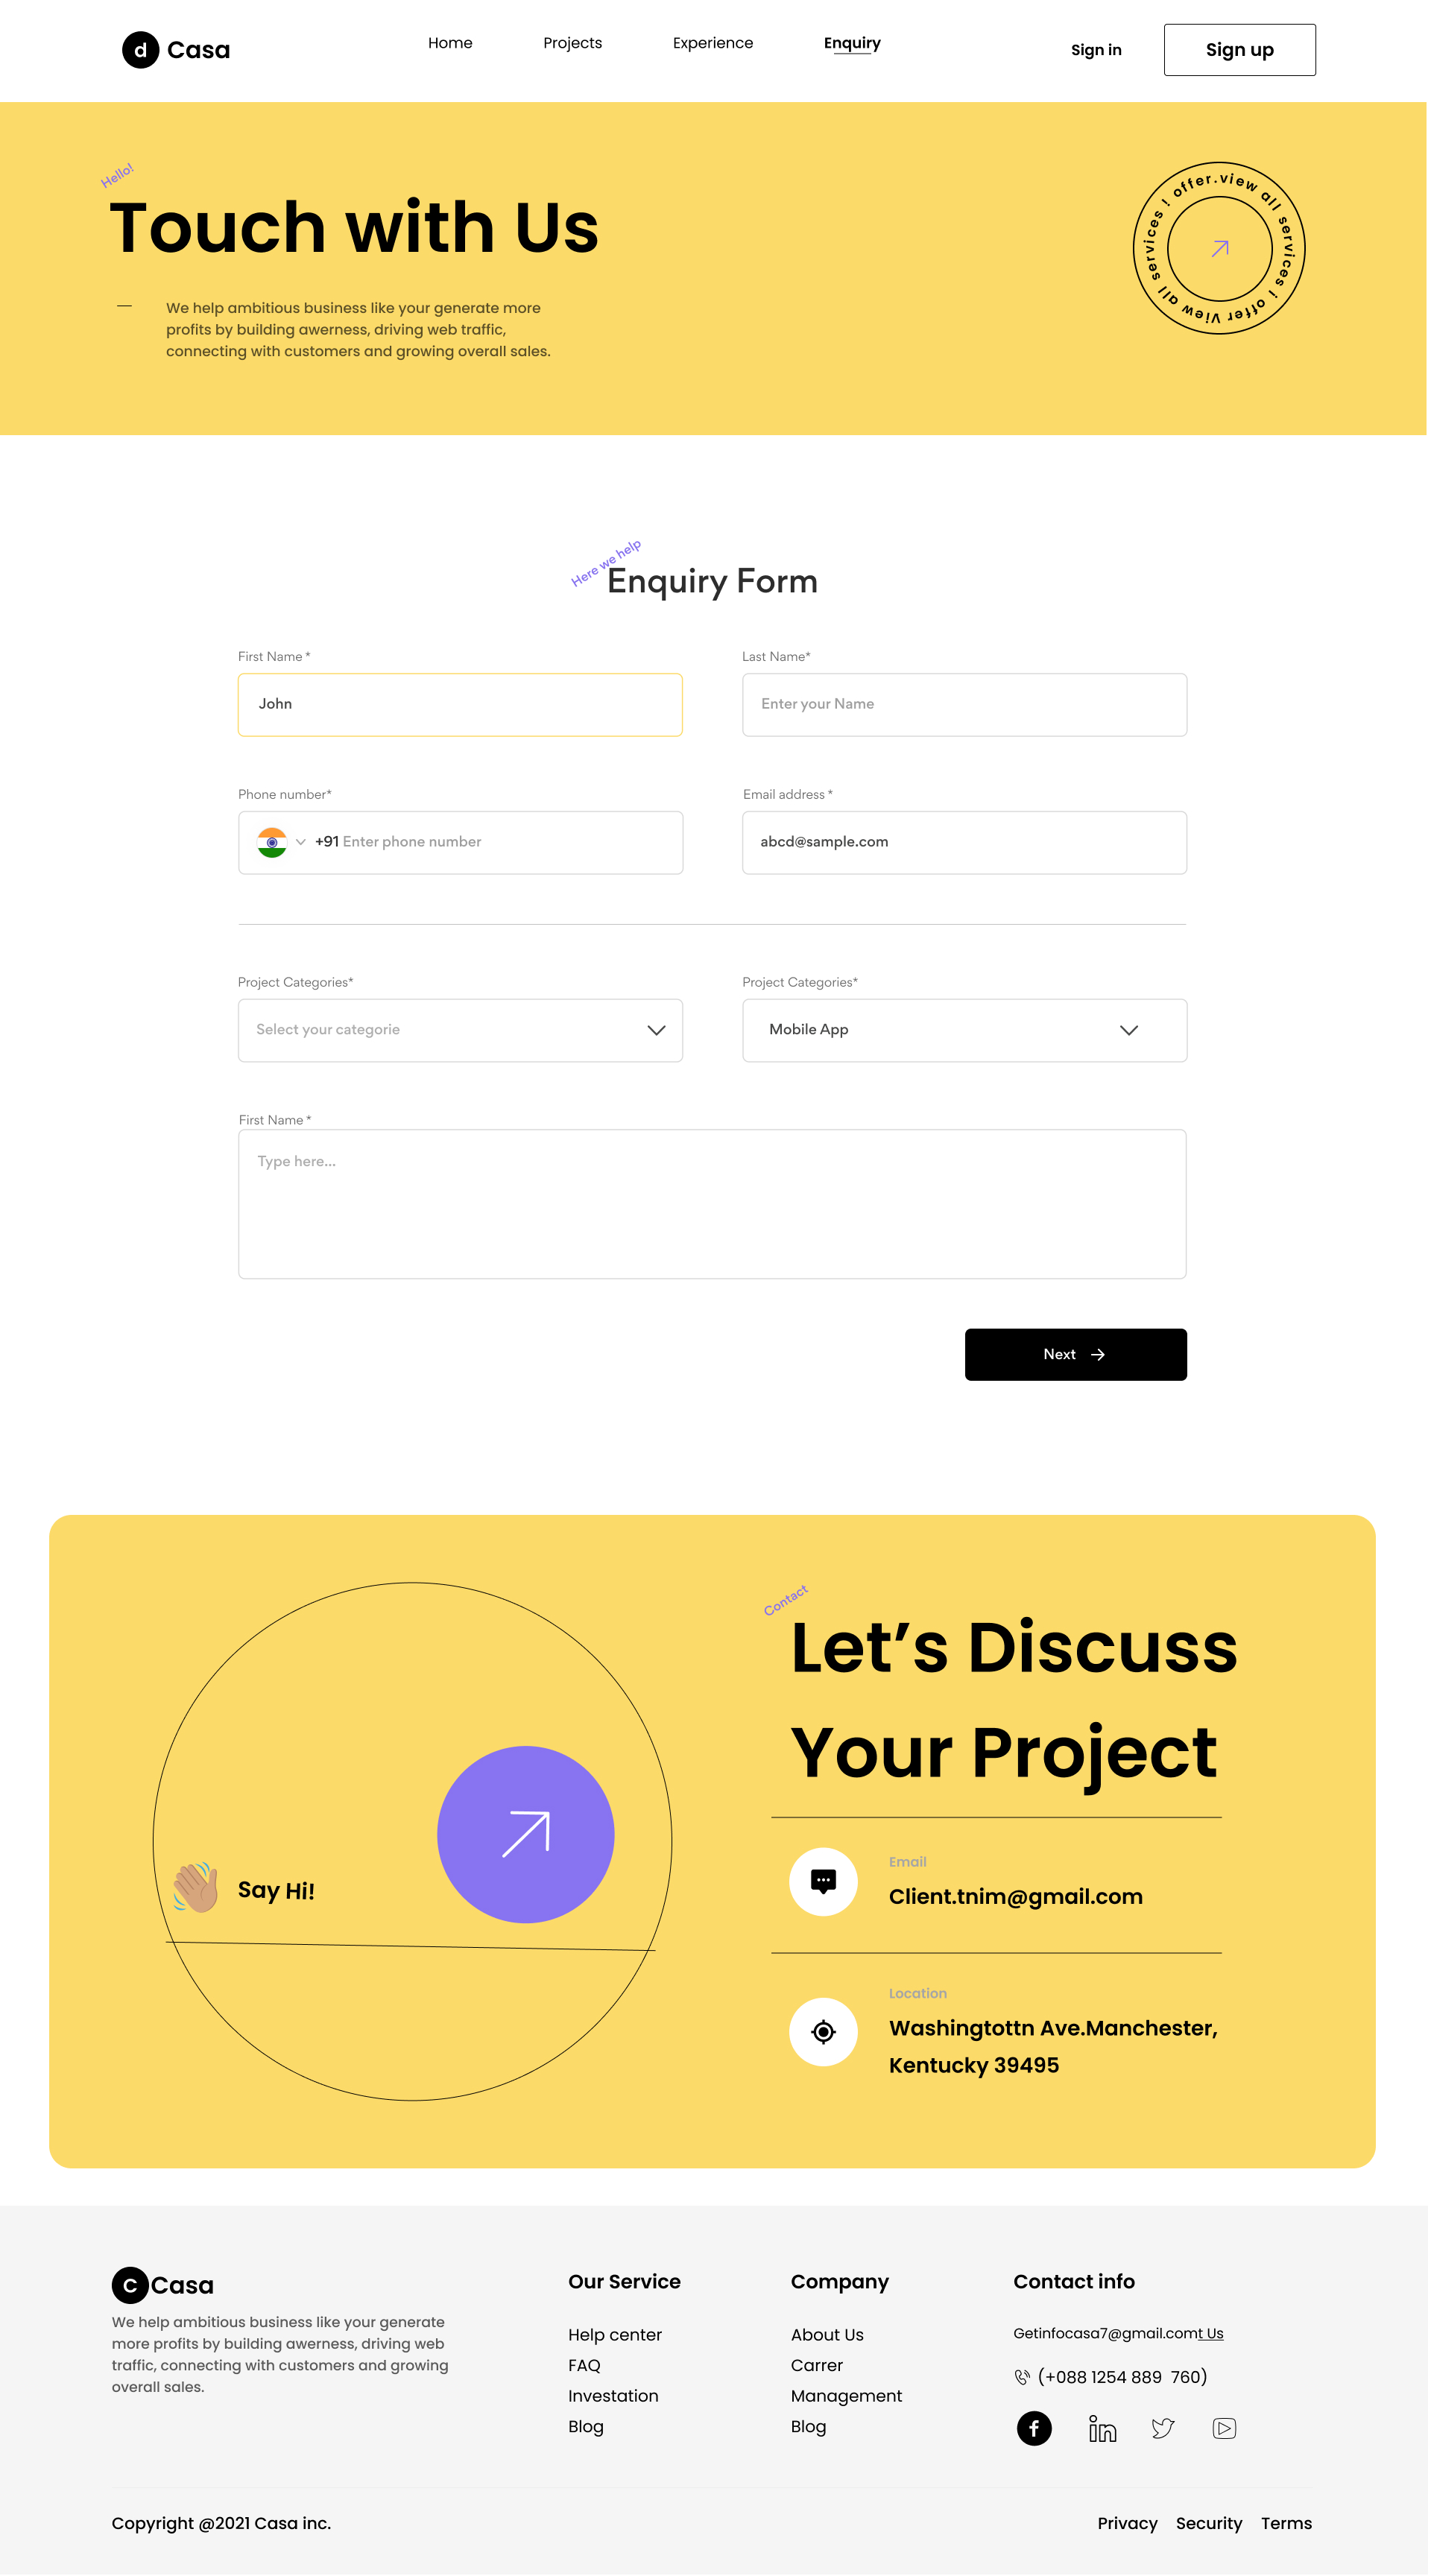 d Casa
Home Projects Experience Enquiry Sign in Sign up
Hello!
Touch with Us
We help ambitious business like your generate more
profits by building awerness, driving web traffic,
connecting with customers and growing overall sales.
offer.view all services ! offer View all services !
Here we help
Enquiry Form
First Name * Last Name*
John Enter your Name
Phone number* Email address *
+91 Enter phone number abcd@sample.com
Project Categories* Project Categories*
Select your categorie Mobile App
First Name *
Type here...
Next
Contact
Let’s Discuss
Your Project
Say Hi!
Email
Client.tnim@gmail.com
Location
Washingtottn Ave.Manchester,
Kentucky 39495
C Casa
We help ambitious business like your generate
more profits by building awerness, driving web
traffic, connecting with customers and growing
overall sales.
Our Service
Help center
FAQ
Investation
Blog
Company
About Us
Carrer
Management
Blog
Contact info
Getinfocasa7@gmail.comt Us
(+088 1254 889 760)
f in
Copyright @2021 Casa inc.
Privacy Security Terms